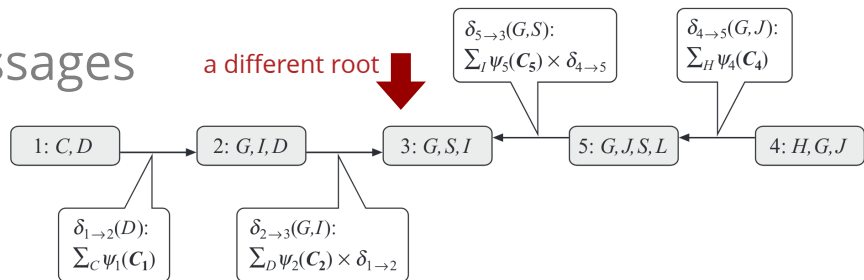 ssages
a different root
δ5→3(G,S):
∑I ψ5(C5) × δ4→5
δ4→5(G,J):
∑H ψ4(C4)
1: C,D
2: G,I,D
3: G,S,I
5: G,J,S,L
4: H,G,J
δ1→2(D):
∑C ψ1(C1)
δ2→3(G,I):
∑D ψ2(C2) × δ1→2